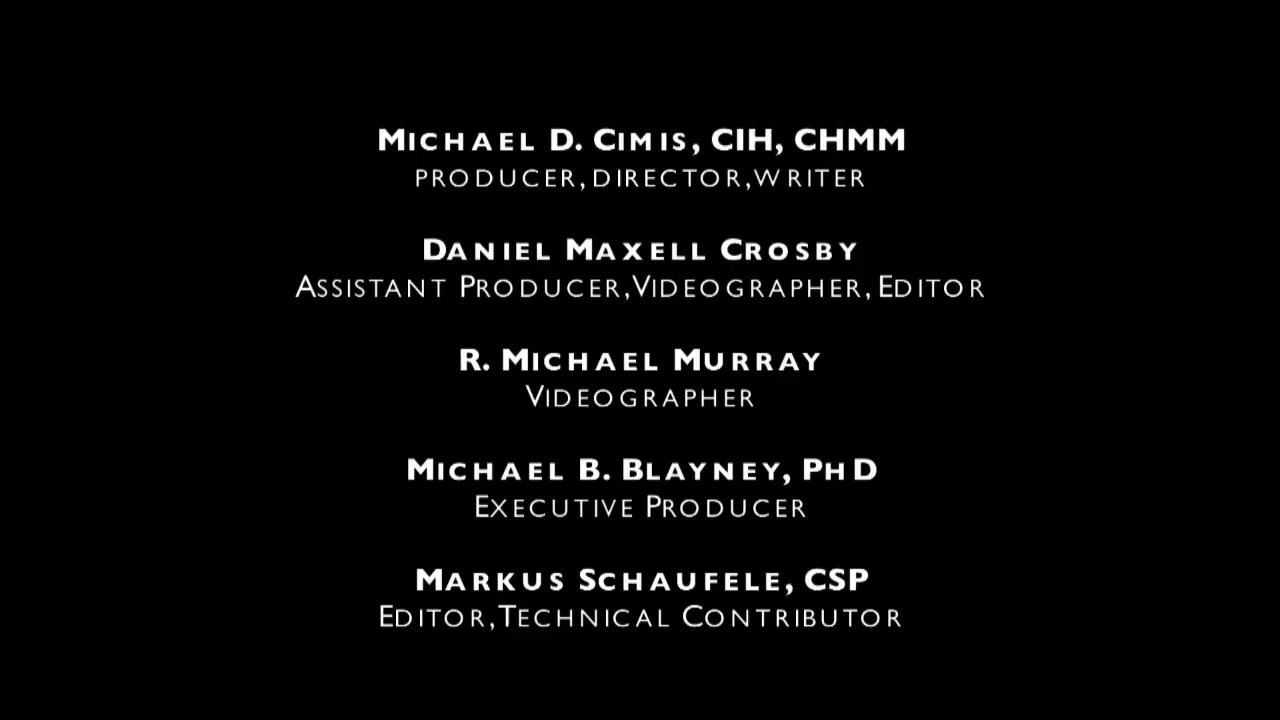 Michael D. Cimis, CIH, CHMM
producer, director, writer
Daniel Maxell Crosby
Assistant Producer, Videographer, Editor
R. Michael Murray
Videographer
Michael B. Blayney, PhD
Executive Producer
Markus Schaufele, CSP
Editor, Technical Contributor